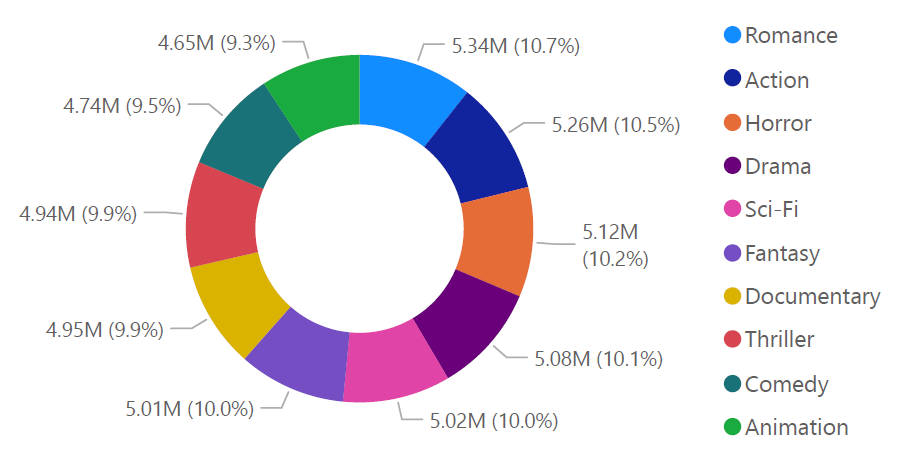 4.65M (9.3%)
5.34M (10.7%)
4.74M (9.5%)
5.26M (10.5%)
4.94M (9.9%)
5.12M
(10.2%)
4.95M (9.9%)
5.08M (10.1%)
5.01M (10.0%)
5.02M (10.0%)
Romance
Action
Horror
Drama
Sci-Fi
Fantasy
Documentary
Thriller
Comedy
Animation